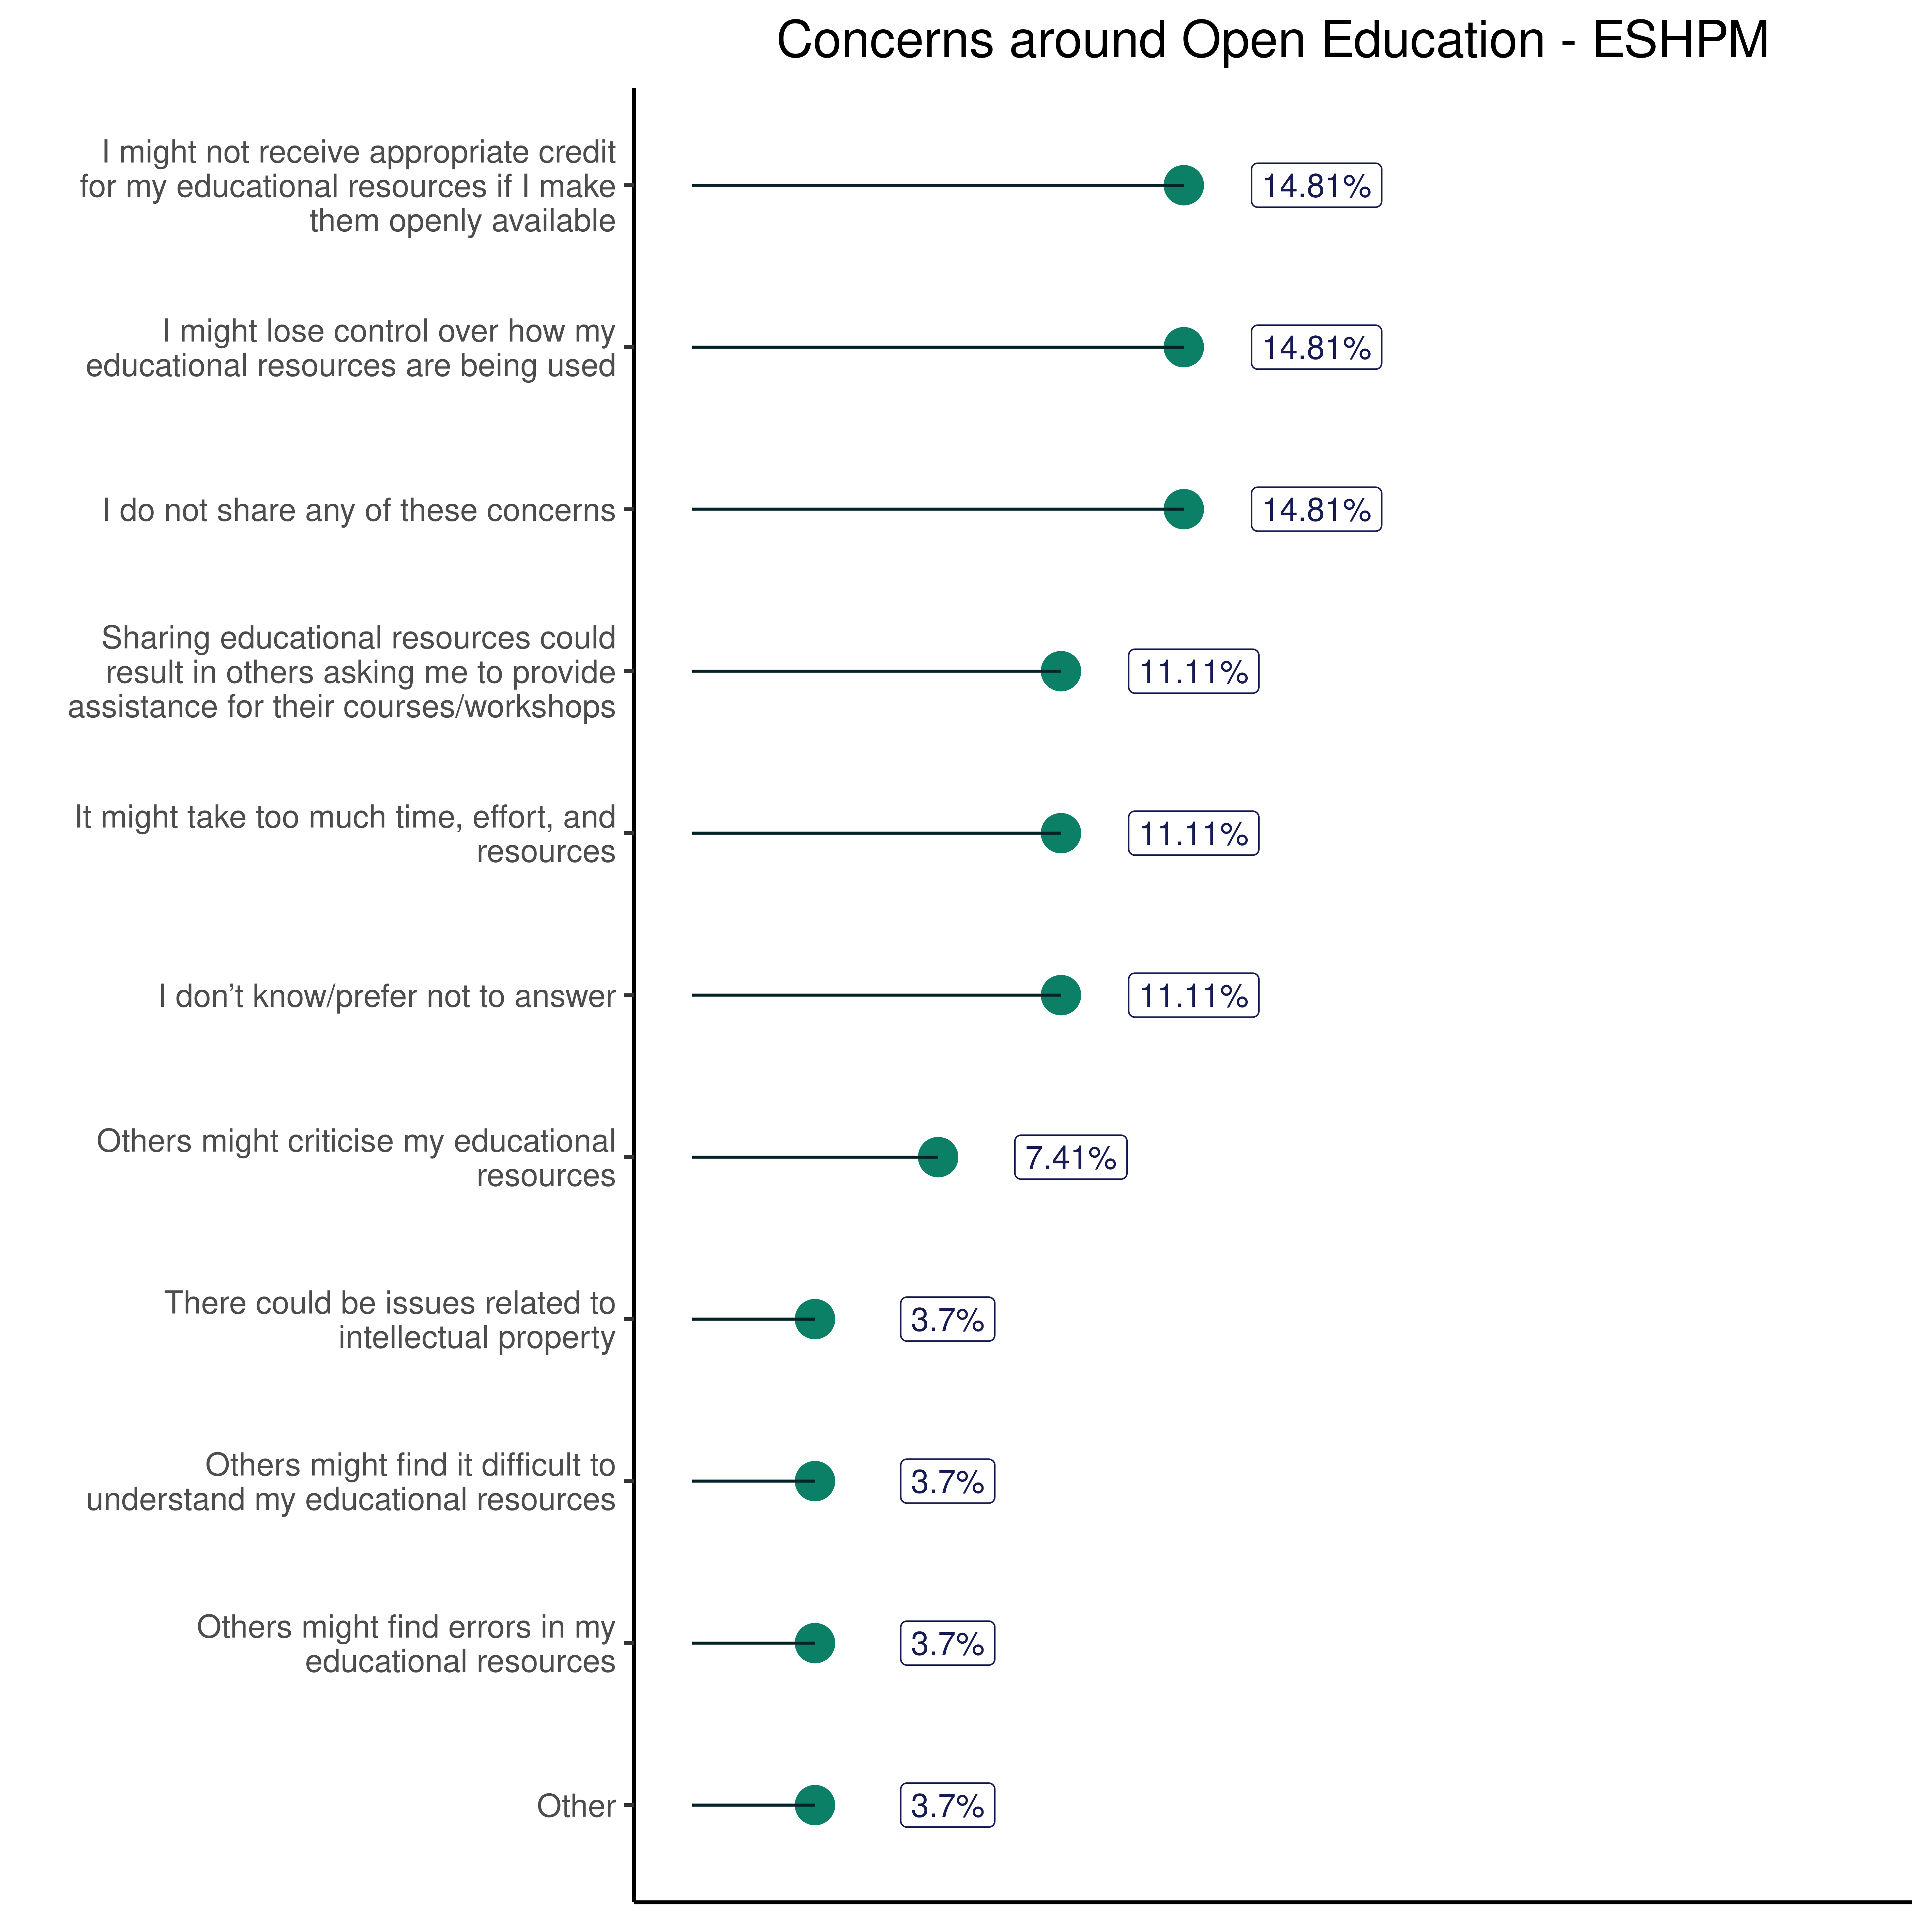 Concerns around Open Education - ESHPM
I might not receive appropriate credit
for my educational resources if I make
them openly available
14.81%
I might lose control over how my
educational resources are being used
14.81%
I do not share any of these concerns
14.81%
Sharing educational resources could
result in others asking me to provide
assistance for their courses/workshops
11.11%
It might take too much time, effort, and
resources
11.11%
I don’t know/prefer not to answer
11.11%
Others might criticise my educational
resources
7.41%
There could be issues related to
intellectual property
3.7%
Others might find it difficult to
understand my educational resources
3.7%
Others might find errors in my
educational resources
3.7%
Other
3.7%